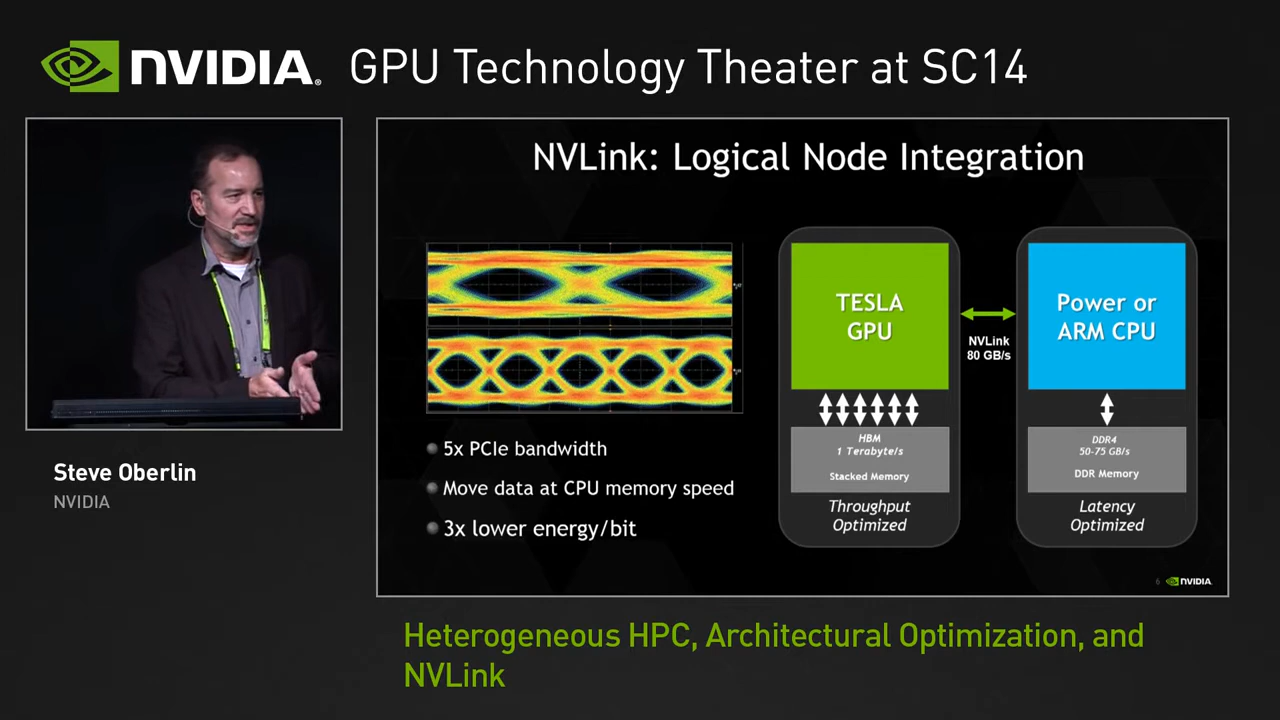 NVIDIA. GPU Technology Theater at SC14
NVLink: Logical Node Integration
5x PCIe bandwidth
Move data at CPU memory speed
3x lower energy/bit
TESLA
GPU
NVLink
80 GB/s
Power or
ARM CPU
HBM
1 Terabyte/s
Stacked Memory
Throughput
Optimized
DDR4
50-75 GB/s
DDR Memory
Latency
Optimized
6 NVIDIA.
Steve Oberlin
NVIDIA
Heterogeneous HPC, Architectural Optimization, and
NVLink